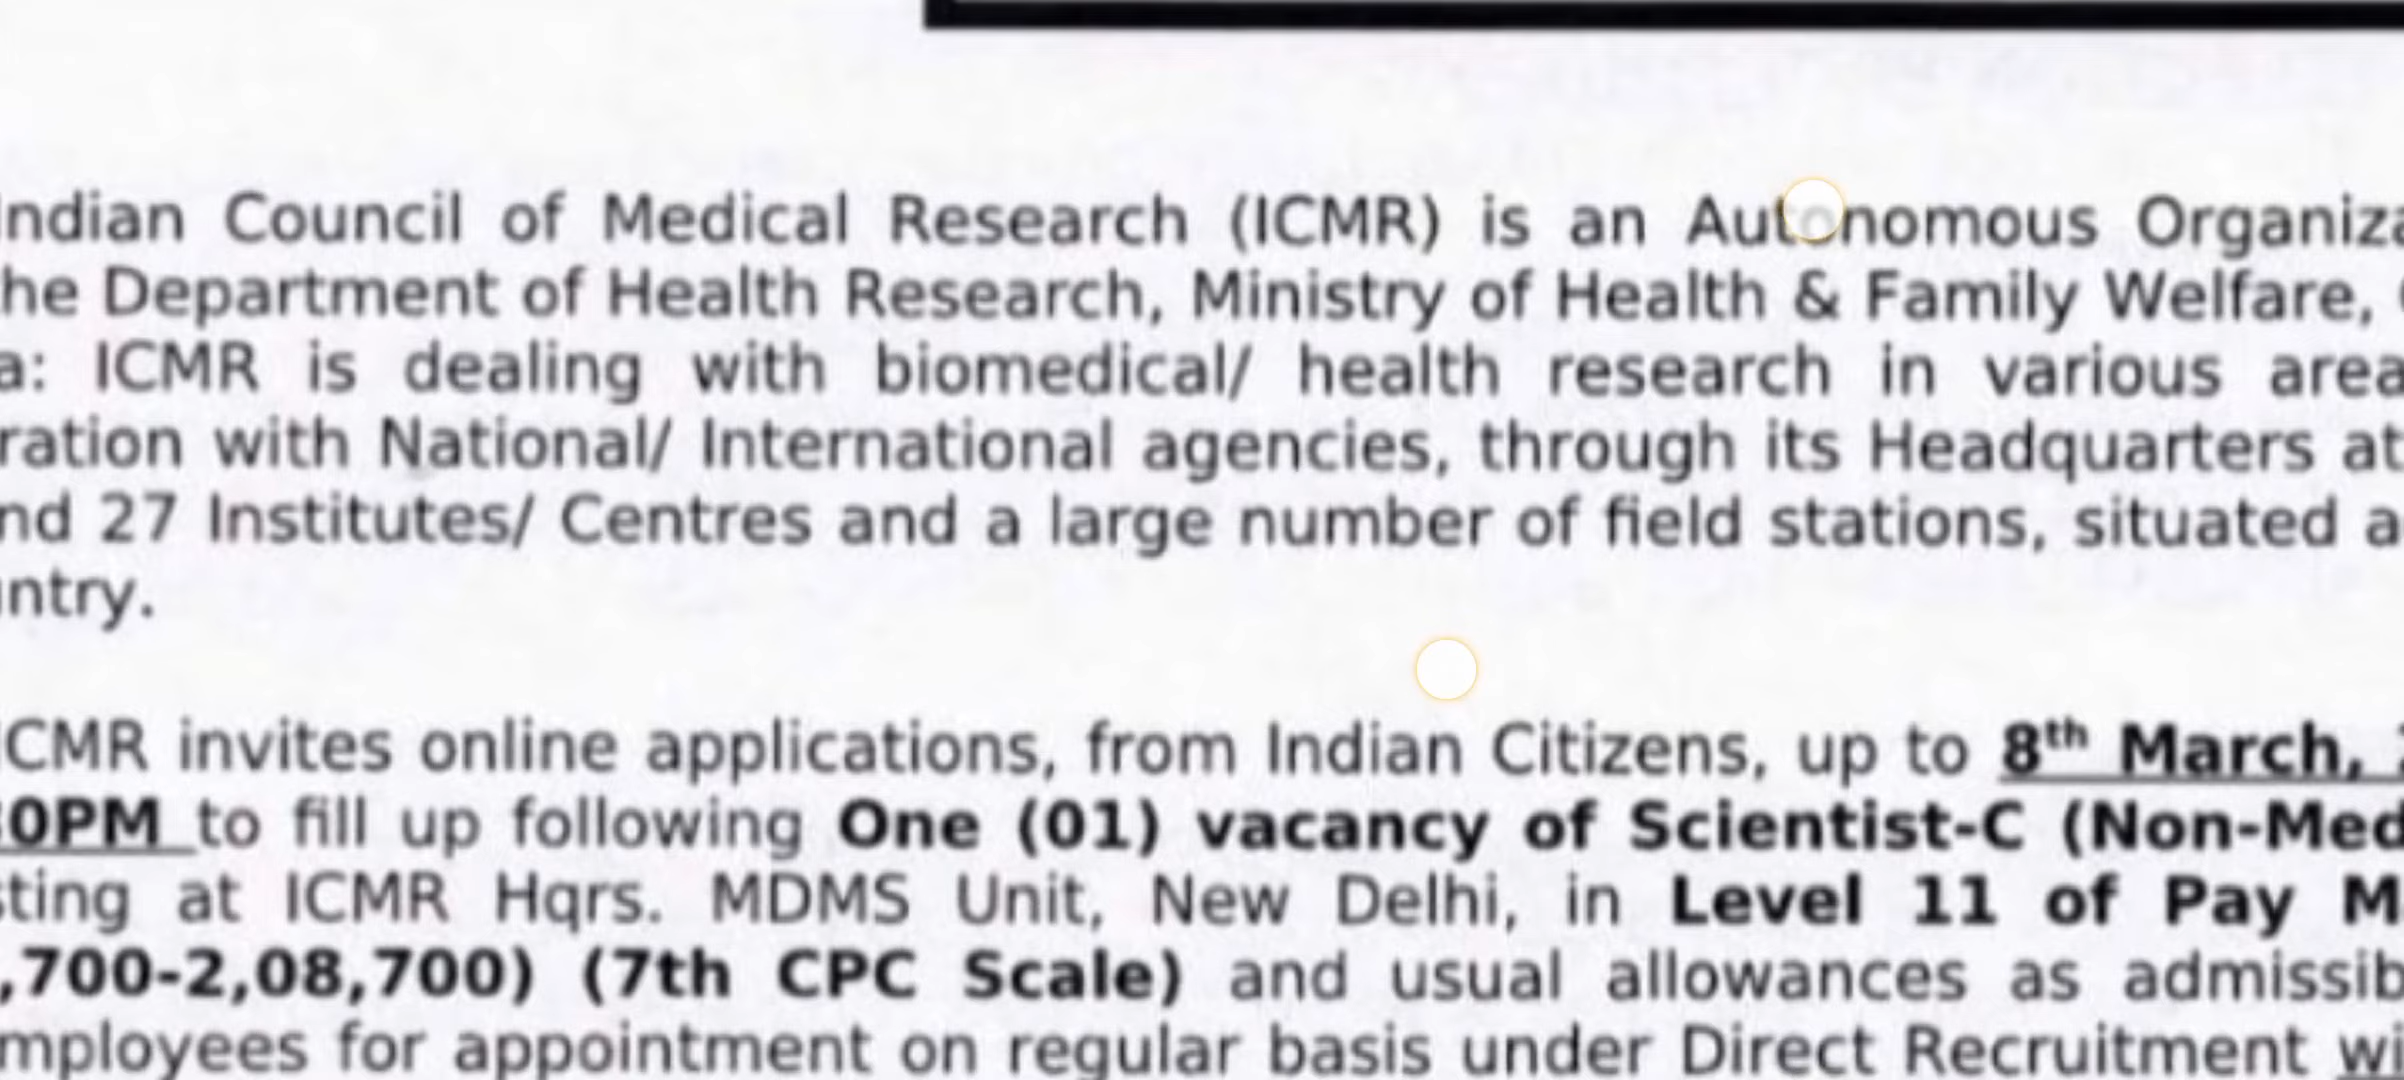 Indian Council of Medical Research (ICMR) is an Autonomous Organiza
he Department of Health Research, Ministry of Health & Family Welfare,
a: ICMR is dealing with biomedical/ health research in various area
ration with National/ International agencies, through its Headquarters at
nd 27 Institutes/ Centres and a large number of field stations, situated a
ntry.
CMR invites online applications, from Indian Citizens, up to 8th March,
0PM to fill up following One (01) vacancy of Scientist-C (Non-Med
sting at ICMR Hqrs. MDMS Unit, New Delhi, in Level 11 of Pay M
,700-2,08,700) (7th CPC Scale) and usual allowances as admissib
mployees for appointment on regular basis under Direct Recruitment wi